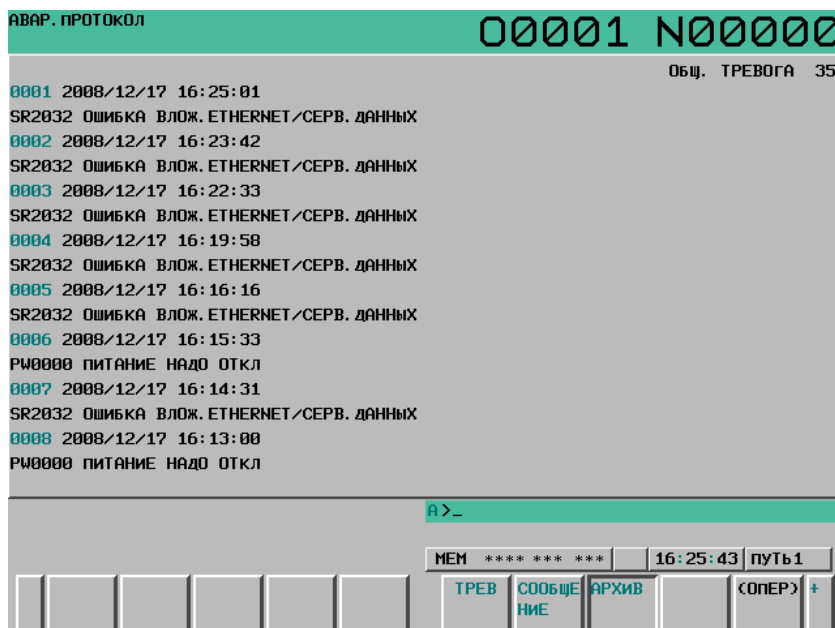 АВАР. ПРОТОКОЛ
O0001 N00000
ОБЩ. ТРЕВОГА 35
0001 2008/12/17 16:25:01
SR2032 ОШИБКА ВЛОЖ.ETHERNET/СЕРВ.ДАННЫХ
0002 2008/12/17 16:23:42
SR2032 ОШИБКА ВЛОЖ.ETHERNET/СЕРВ.ДАННЫХ
0003 2008/12/17 16:22:33
SR2032 ОШИБКА ВЛОЖ.ETHERNET/СЕРВ.ДАННЫХ
0004 2008/12/17 16:19:58
SR2032 ОШИБКА ВЛОЖ.ETHERNET/СЕРВ.ДАННЫХ
0005 2008/12/17 16:16:16
SR2032 ОШИБКА ВЛОЖ.ETHERNET/СЕРВ.ДАННЫХ
0006 2008/12/17 16:15:33
PW0000 ПИТАНИЕ НАДО ОТКЛ
0007 2008/12/17 16:14:31
SR2032 ОШИБКА ВЛОЖ.ETHERNET/СЕРВ.ДАННЫХ
0008 2008/12/17 16:13:00
PW0000 ПИТАНИЕ НАДО ОТКЛ
A>_
MEM **** *** *** 16:25:43 ПУТЬ1
ТРЕВ СООБЩЕ АРХИВ (ОПЕР) +
НИЕ